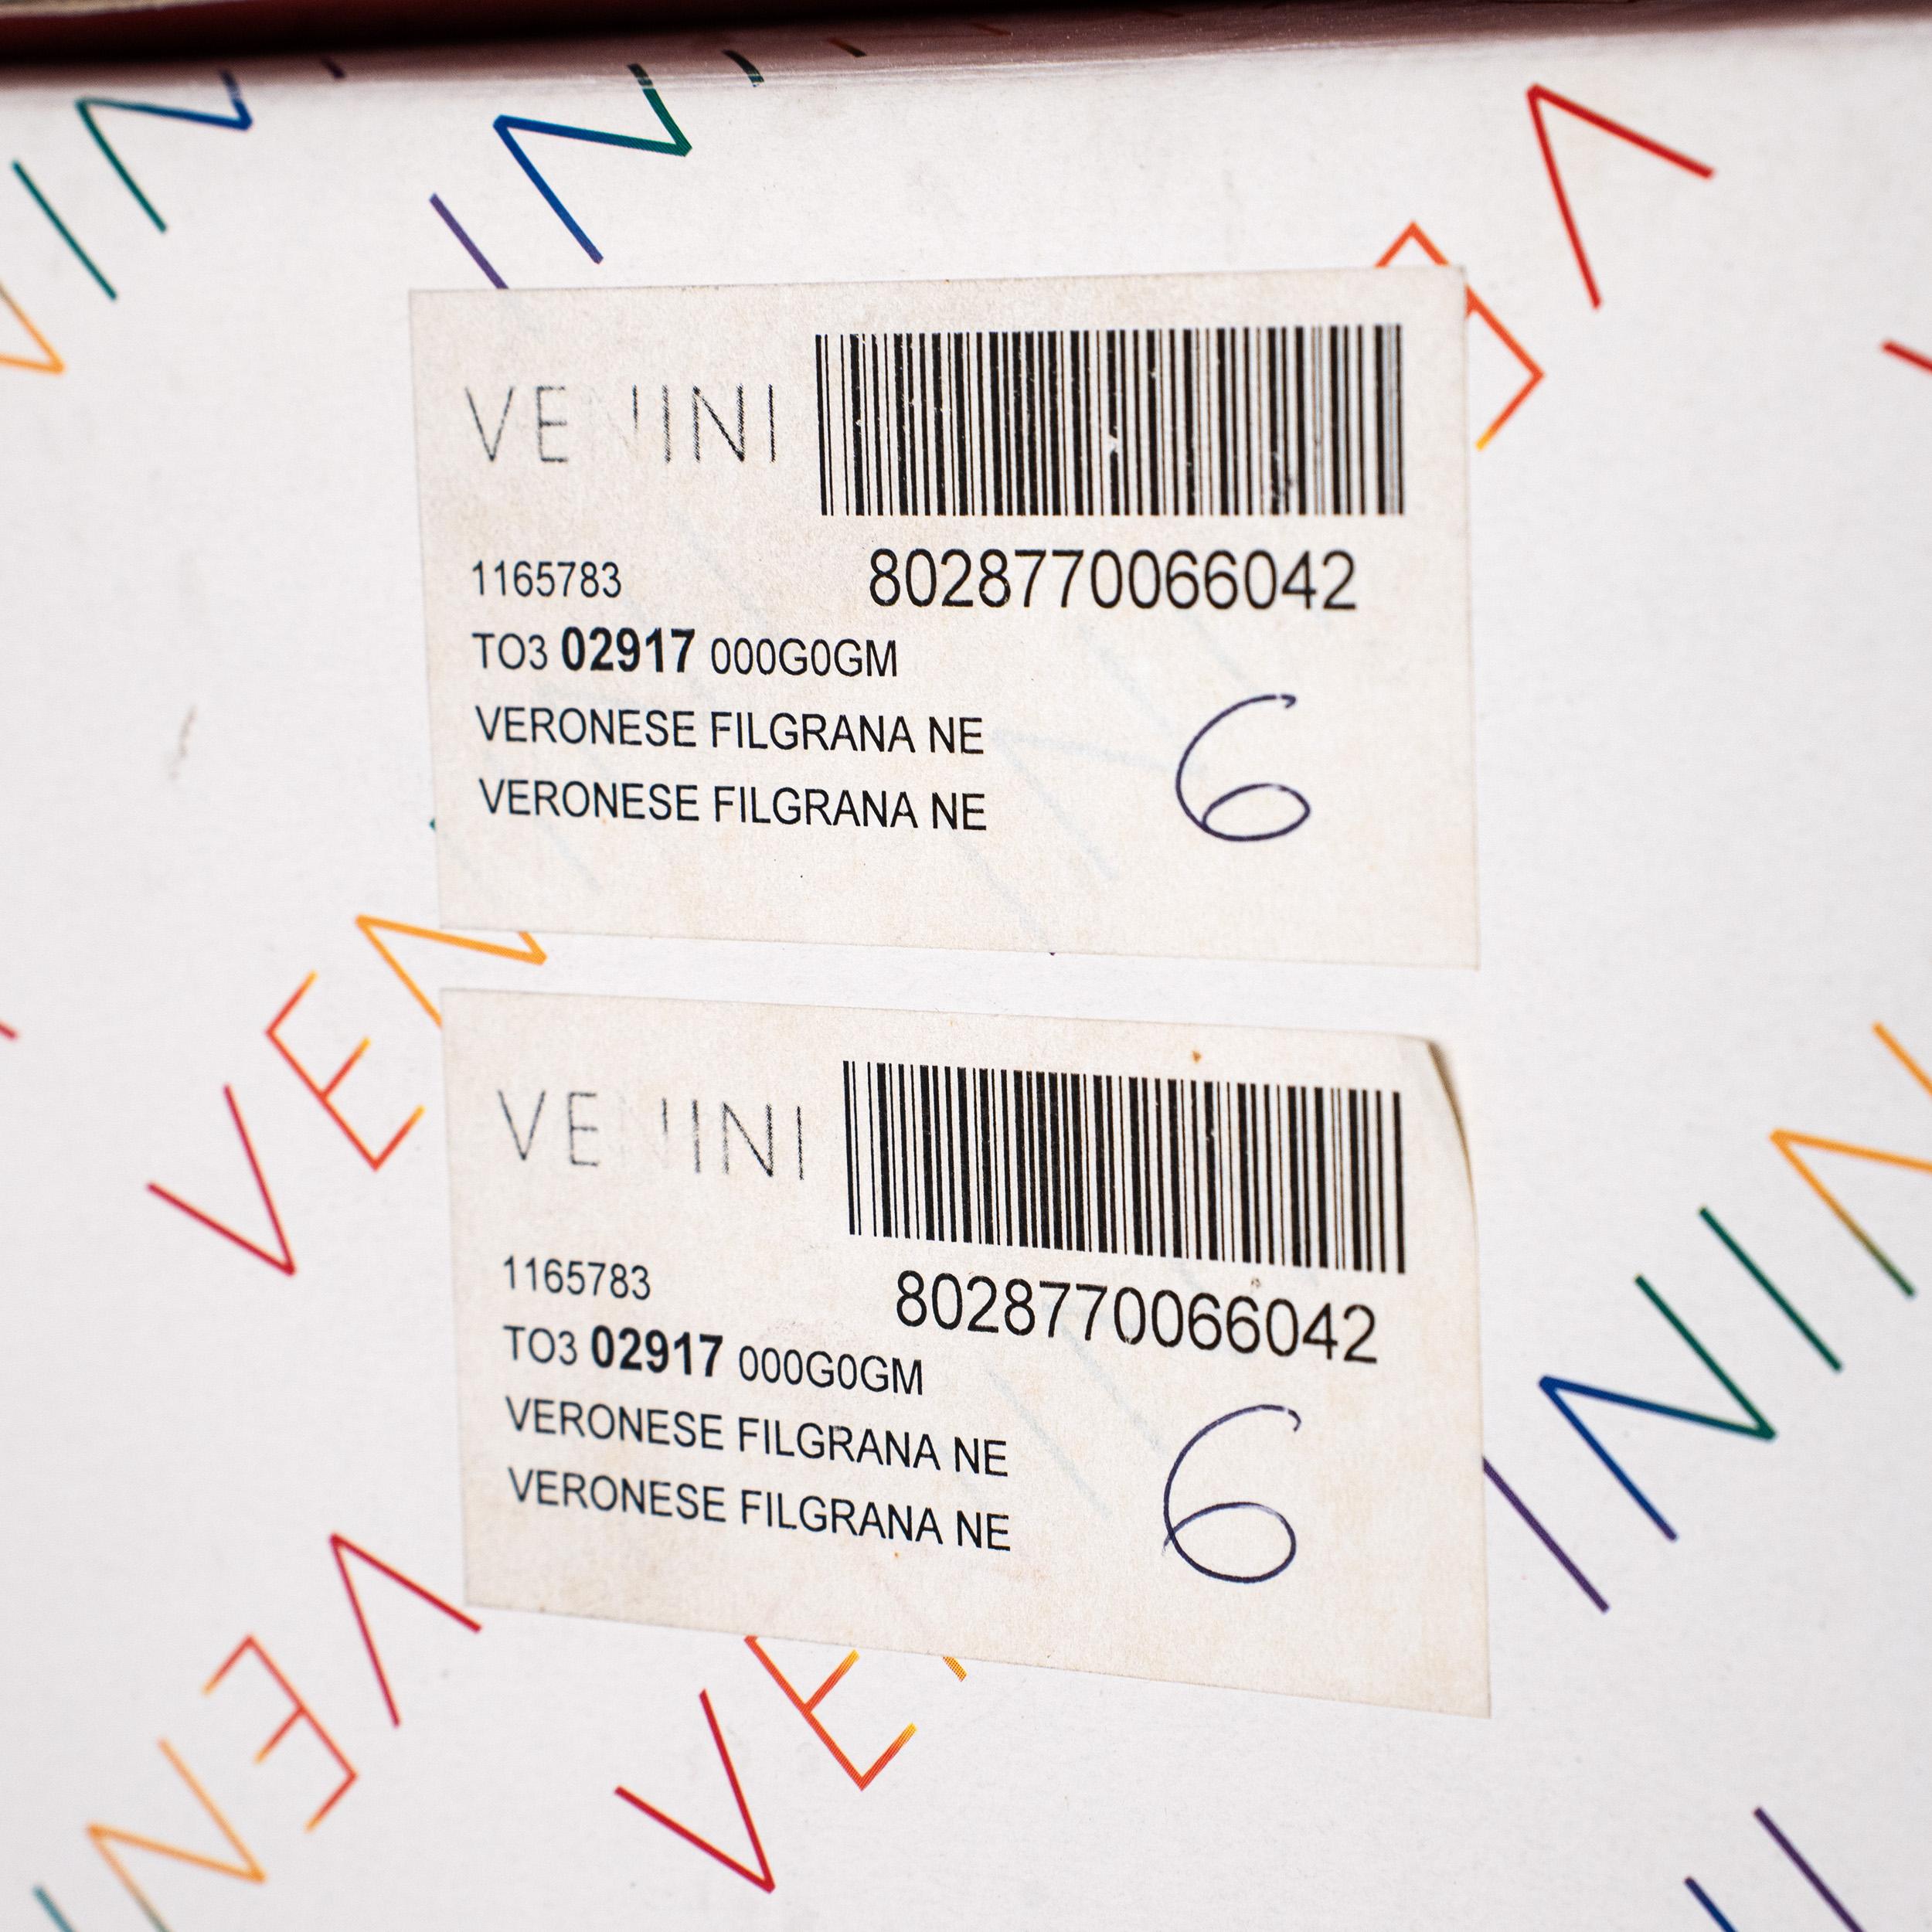 VENINI
8028770066042
1165783
TO3 02917 000G0GM
VERONESE FILGRANA NE
VERONESE FILGRANA NE
6
VENINI
8028770066042
1165783
TO3 02917 000G0GM
VERONESE FILGRANA NE
VERONESE FILGRANA NE
6